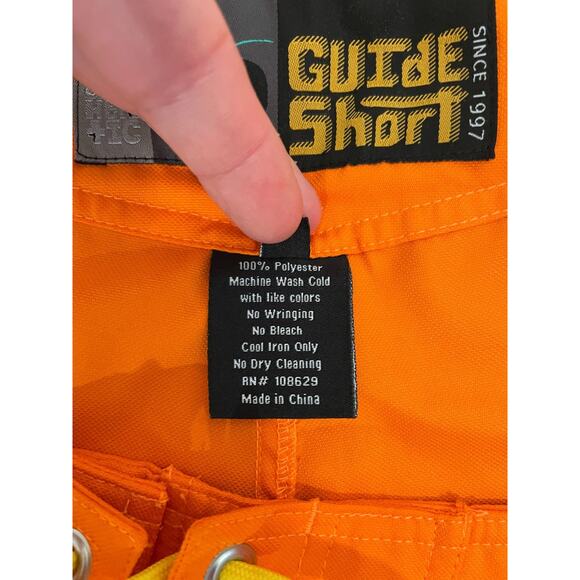 GUIDE
Short
SINCE 1997
100% Polyester
Machine Wash Cold
with like colors
No Wringing
No Bleach
Cool Iron Only
No Dry Cleaning
RN# 108629
Made in China